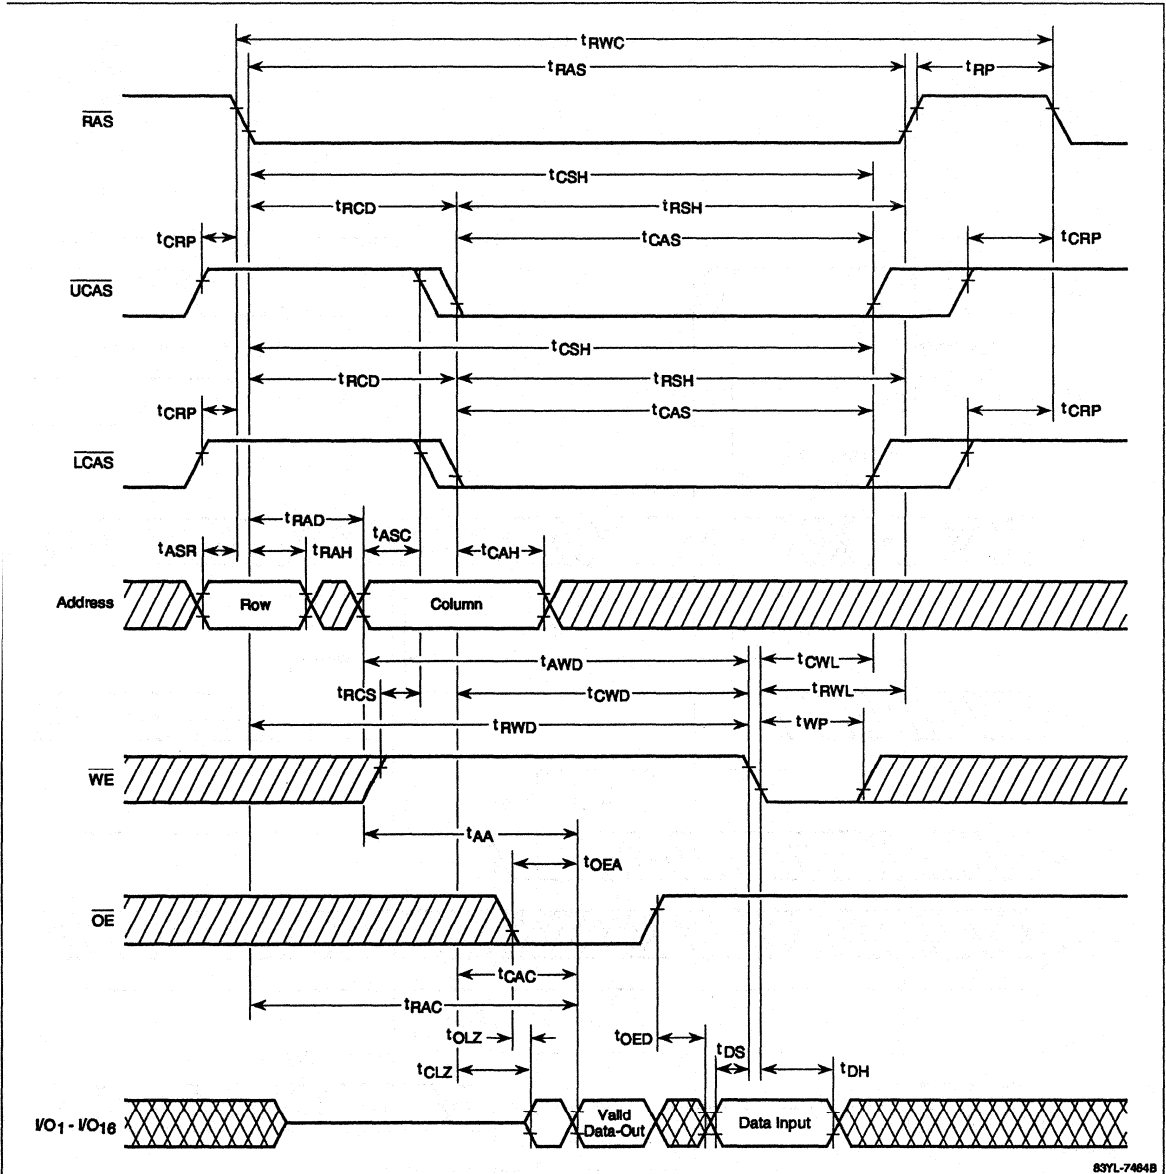 tRWC
tRAS
tRP
RAS
tCSH
tRCD
tRSH
tCRP
tCAS
tCRP
UCAS
tCSH
tRCD
tRSH
tCRP
tCAS
tCRP
LCAS
tRAD
tASC
tASR
tRAH
tCAH
Address
Row
Column
tAWD
tCWL
tRCS
tCWD
tRWL
tRWD
tWP
WE
tAA
tOEA
OE
tCAC
tRAC
tOLZ
tOED
tDS
tCLZ
tDH
I/O1 - I/O16
Valid
Data-Out
Data Input
83YL-7464B